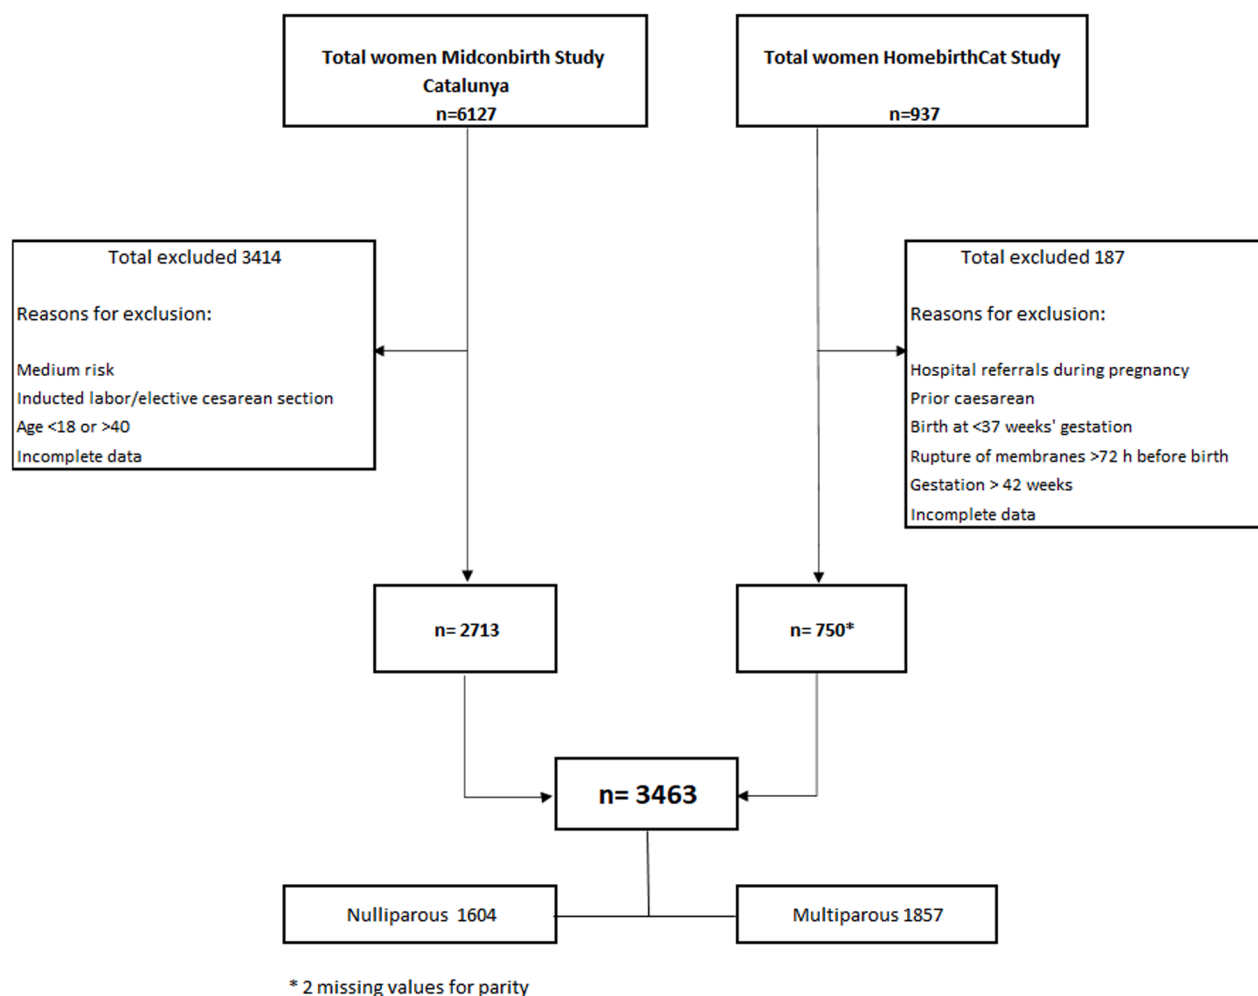 Total women Midconbirth Study
Catalunya
n=6127
Total women HomebirthCat Study
n=937
Total excluded 3414
Reasons for exclusion:
Medium risk
Inducted labor/elective cesarean section
Age <18 or >40
Incomplete data
Total excluded 187
Reasons for exclusion:
Hospital referrals during pregnancy
Prior caesarean
Birth at <37 weeks' gestation
Rupture of membranes >72 h before birth
Gestation > 42 weeks
Incomplete data
n= 2713
n= 750*
n= 3463
Nulliparous 1604
Multiparous 1857
* 2 missing values for parity